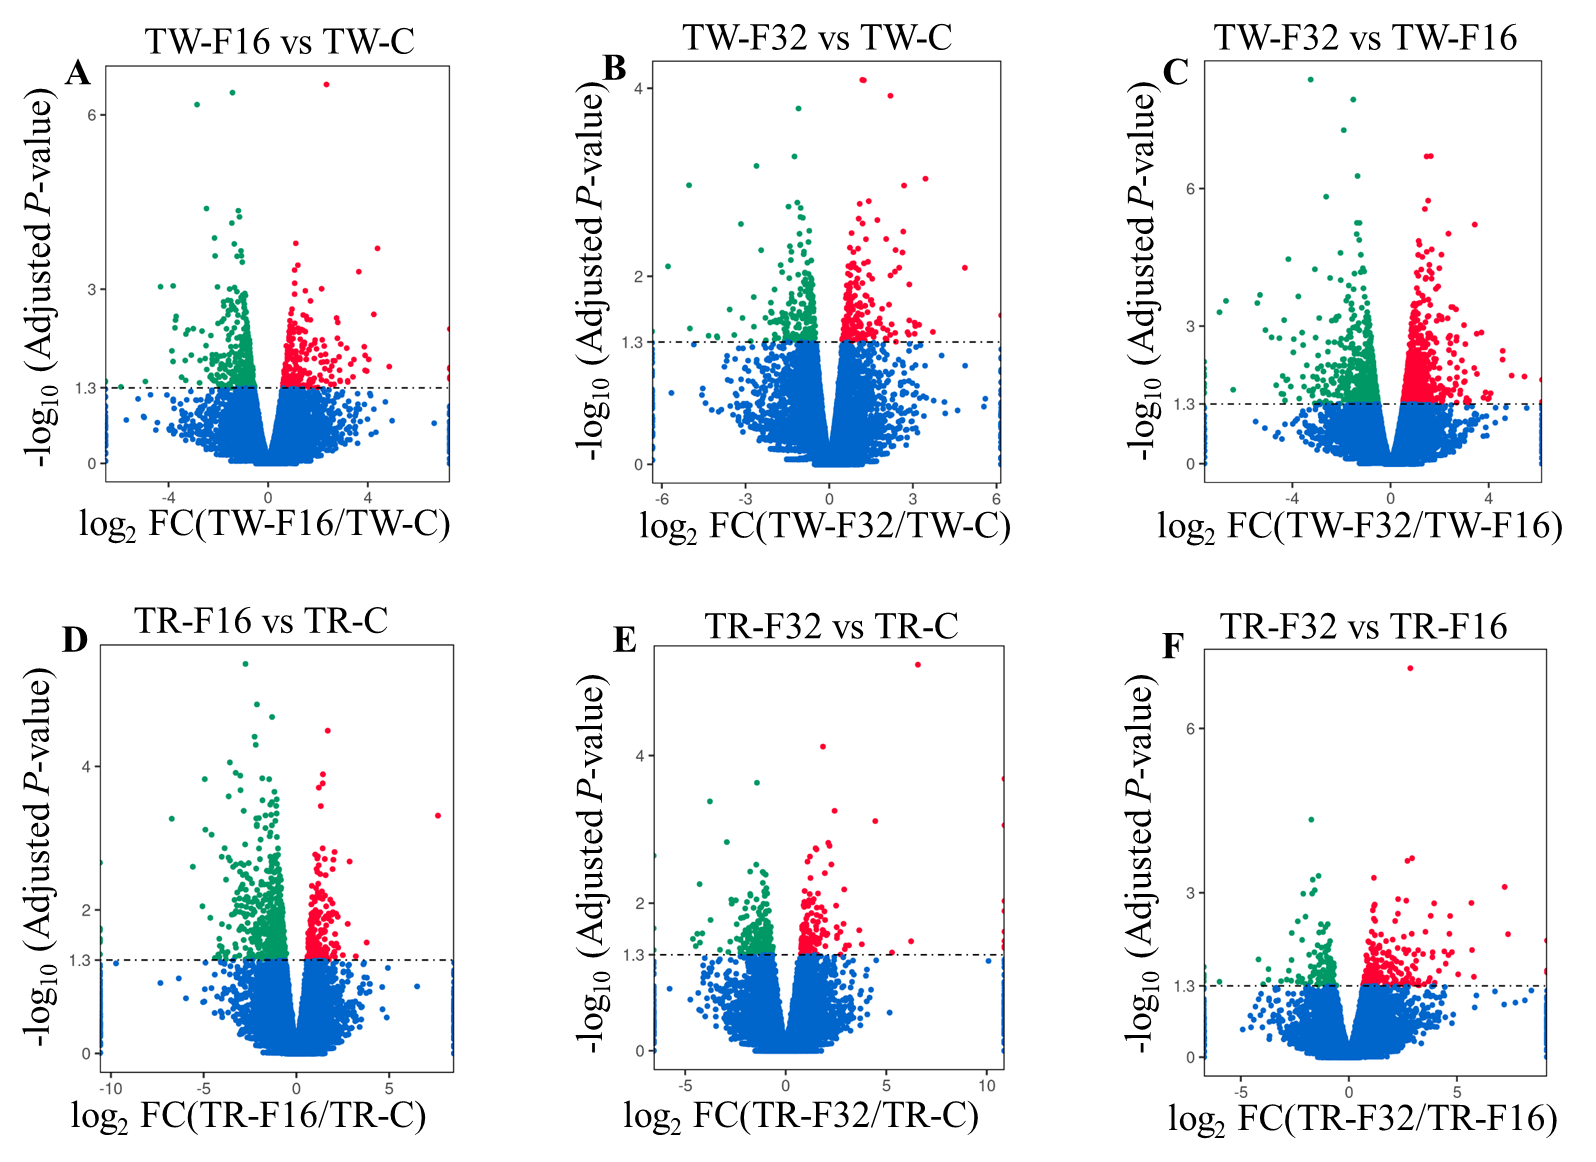 TW-F16 vs TW-C
A
-log10 (Adjusted P-value)
6
3
1.3
0
-4
0
4
log2 FC(TW-F16/TW-C)
TW-F32 vs TW-C
B
-log10 (Adjusted P-value)
4
2
1.3
0
-6
-3
0
3
6
log2 FC(TW-F32/TW-C)
TW-F32 vs TW-F16
C
-log10 (Adjusted P-value)
6
3
1.3
0
-4
0
4
log2 FC(TW-F32/TW-F16)
TR-F16 vs TR-C
D
-log10 (Adjusted P-value)
4
2
1.3
0
-10
-5
0
5
log2 FC(TR-F16/TR-C)
TR-F32 vs TR-C
E
-log10 (Adjusted P-value)
4
2
1.3
0
-5
0
5
10
log2 FC(TR-F32/TR-C)
TR-F32 vs TR-F16
F
-log10 (Adjusted P-value)
6
3
1.3
0
-5
0
5
log2 FC(TR-F32/TR-F16)